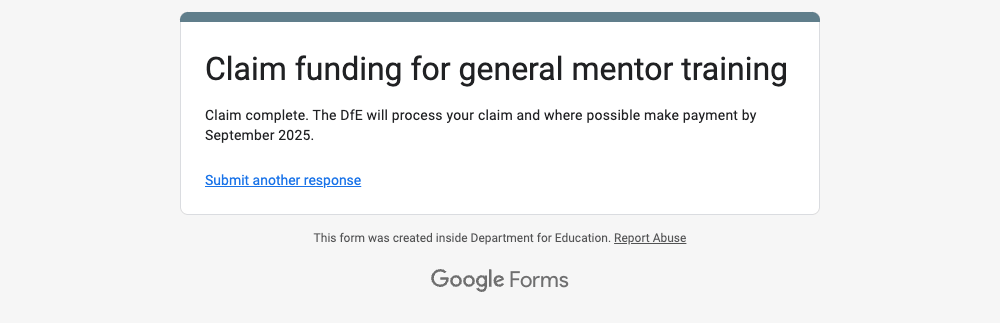 Claim funding for general mentor training
Claim complete. The DfE will process your claim and where possible make payment by
September 2025.
Submit another response
This form was created inside Department for Education. Report Abuse
Google Forms